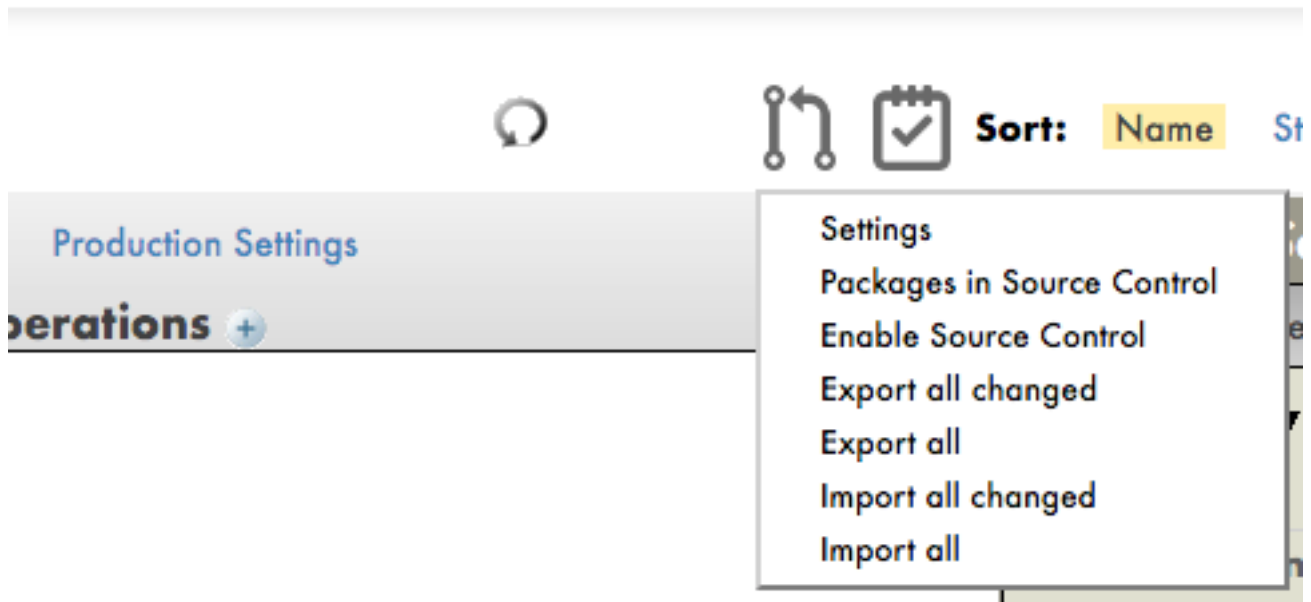 Sort: Name
Production Settings
Settings
Packages in Source Control
Enable Source Control
Export all changed
Export all
Import all changed
Import all